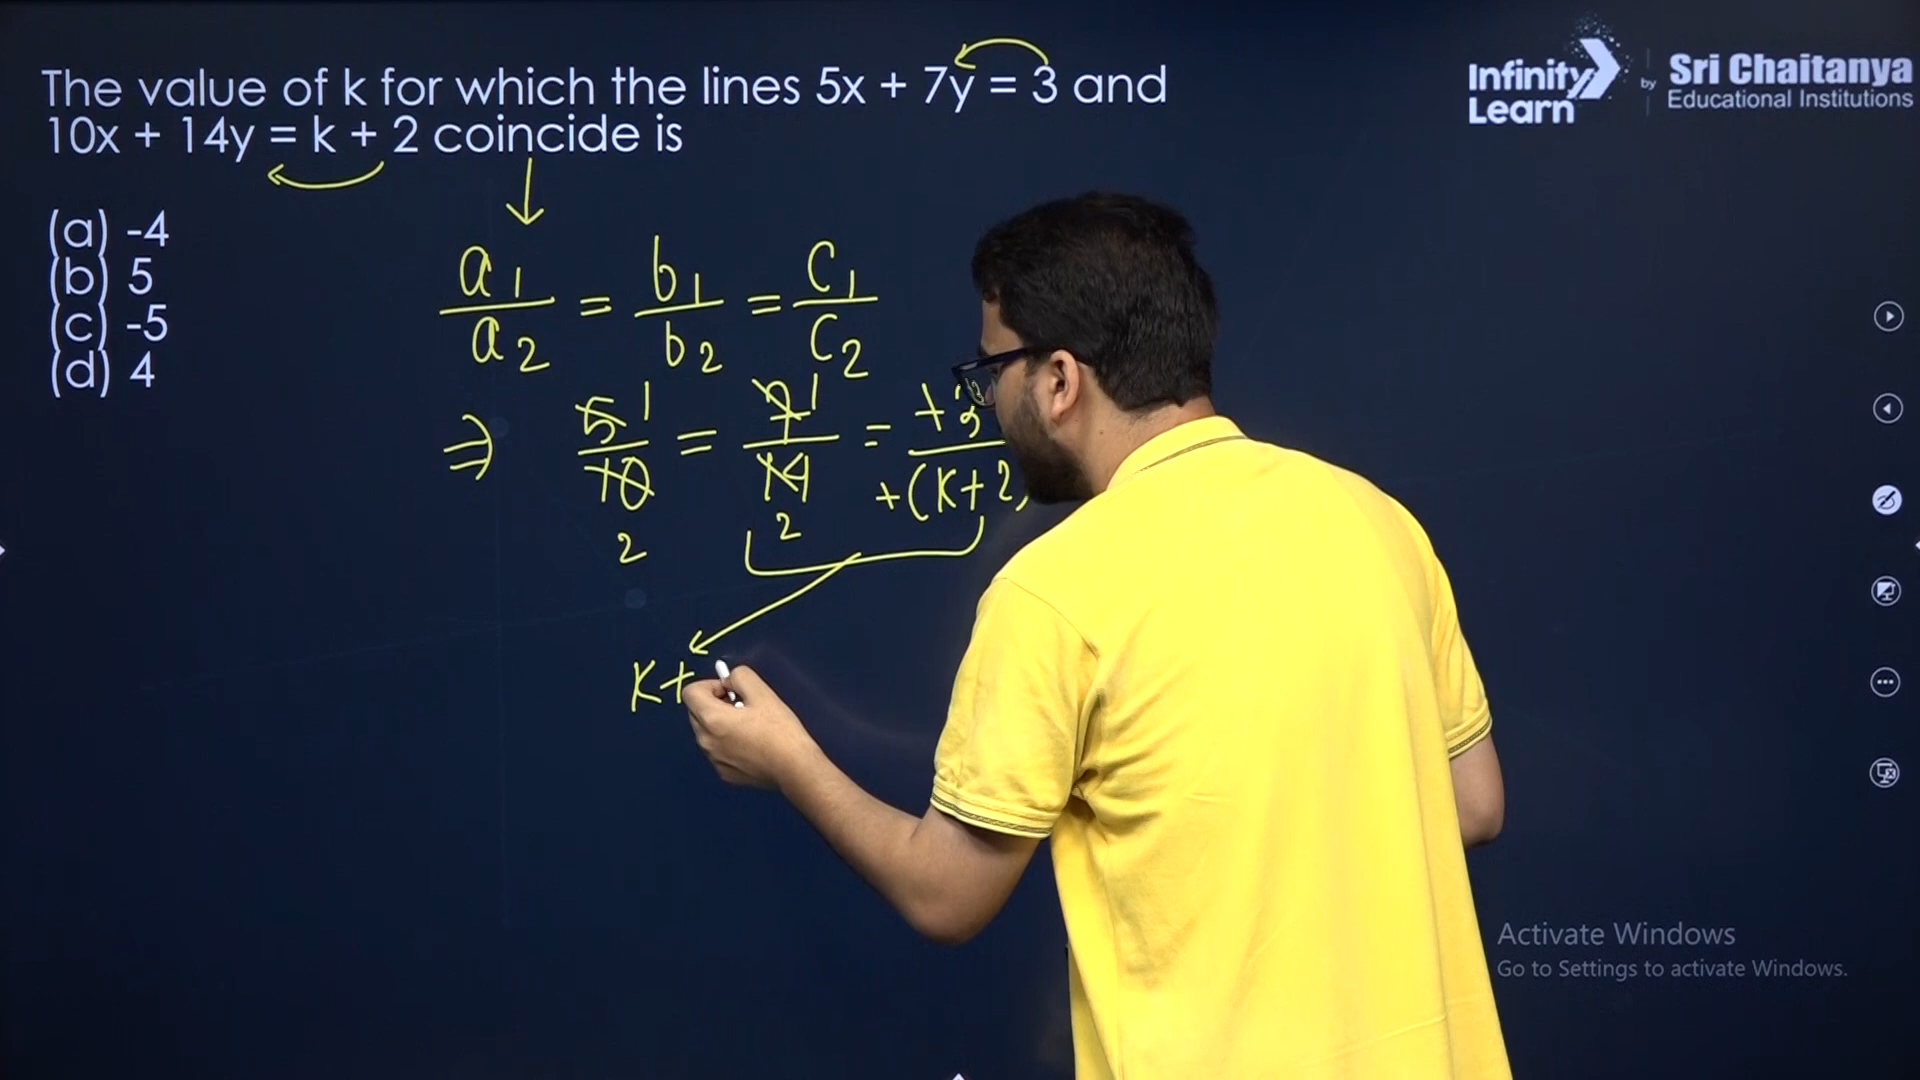 The value of k for which the lines 5x + 7y = 3 and
10x + 14y = k + 2 coincide is
(a) -4
(b) 5
(c) -5
(d) 4
a1/a2 = b1/b2 = c1/c2
⇒ 5 1/10 2 = 7 1/14 2 = +3/+(K+2)
K+
Infinity Learn
by
Sri Chaitanya
Educational Institutions
Activate Windows
Go to Settings to activate Windows.